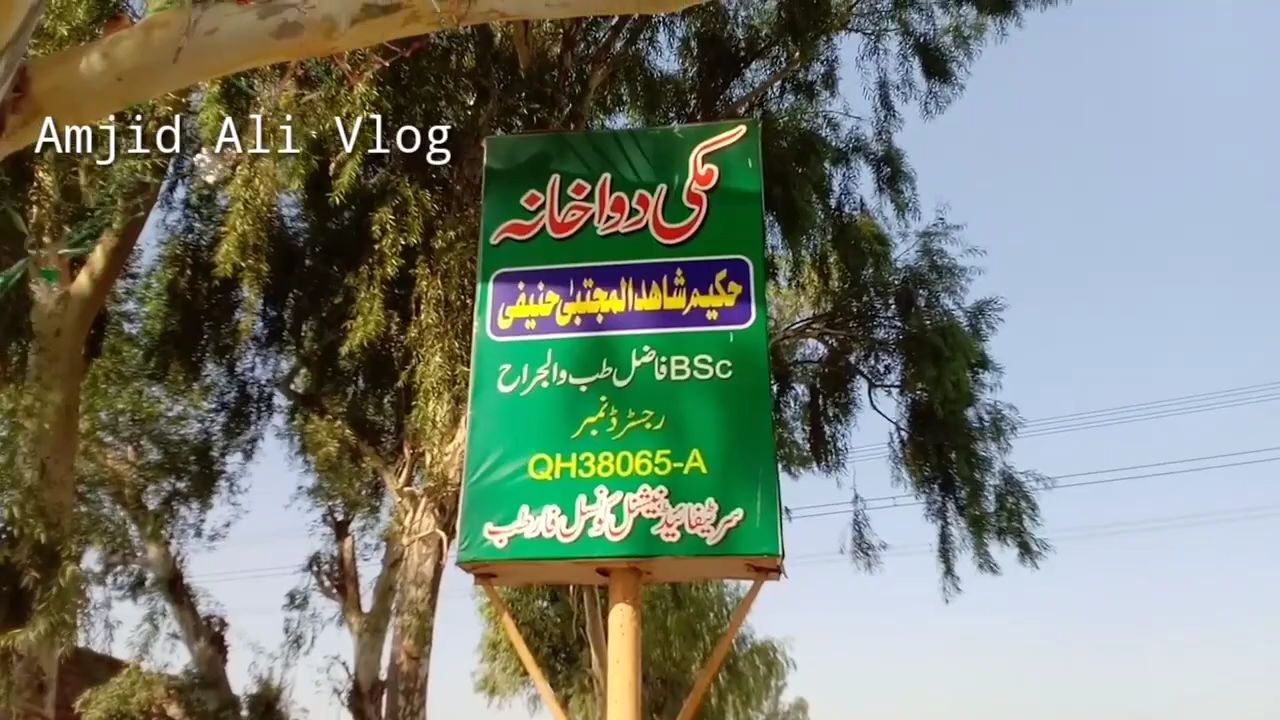 Amjid Ali Vlog
مکی دواخانہ
حکیم شاهد المجتبیٰ حنیفی
BSc فاضل طب والجراح
رجسٹرڈ نمبر
QH38065-A
سرٹیفائیڈ نیشنل کونسل فار طب